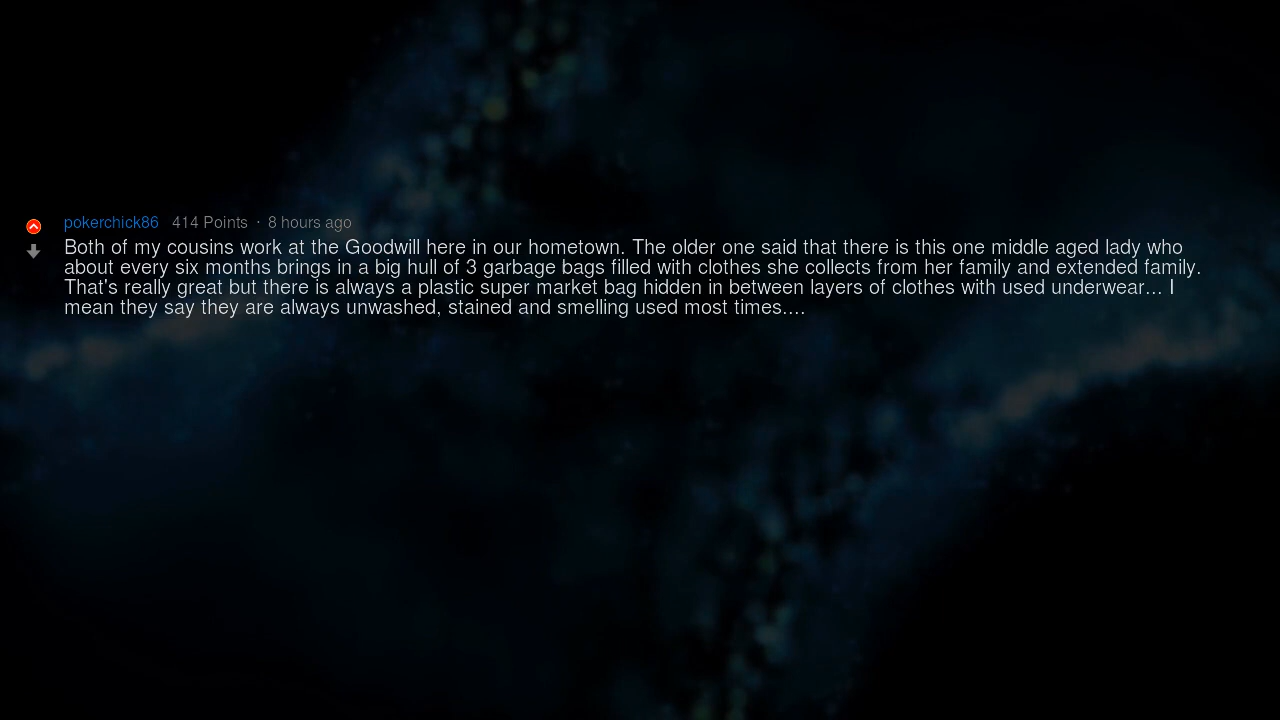 pokerchick86 414 Points · 8 hours ago
Both of my cousins work at the Goodwill here in our hometown. The older one said that there is this one middle aged lady who
about every six months brings in a big hull of 3 garbage bags filled with clothes she collects from her family and extended family.
That's really great but there is always a plastic super market bag hidden in between layers of clothes with used underwear... I
mean they say they are always unwashed, stained and smelling used most times....